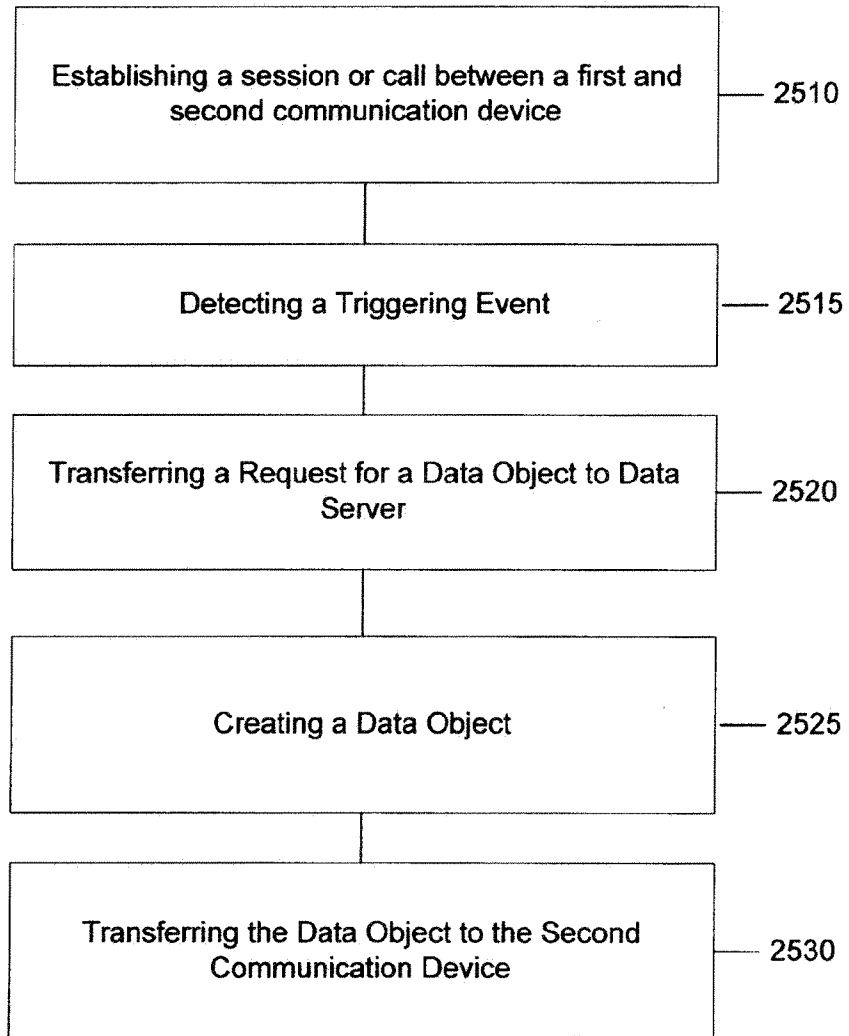 Establishing a session or call between a first and
second communication device
2510
Detecting a Triggering Event
2515
Transferring a Request for a Data Object to Data
Server
2520
Creating a Data Object
2525
Transferring the Data Object to the Second
Communication Device
2530